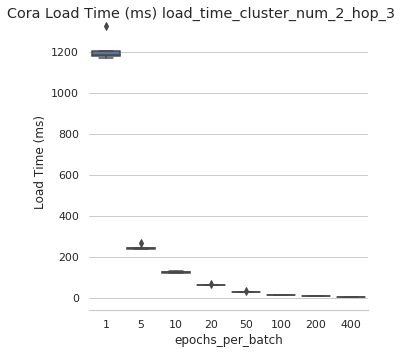 Cora Load Time (ms) load_time_cluster_num_2_hop_3
1200
1000
800
600
400
200
0
Load Time (ms)
1 5 10 20 50 100 200 400
epochs_per_batch